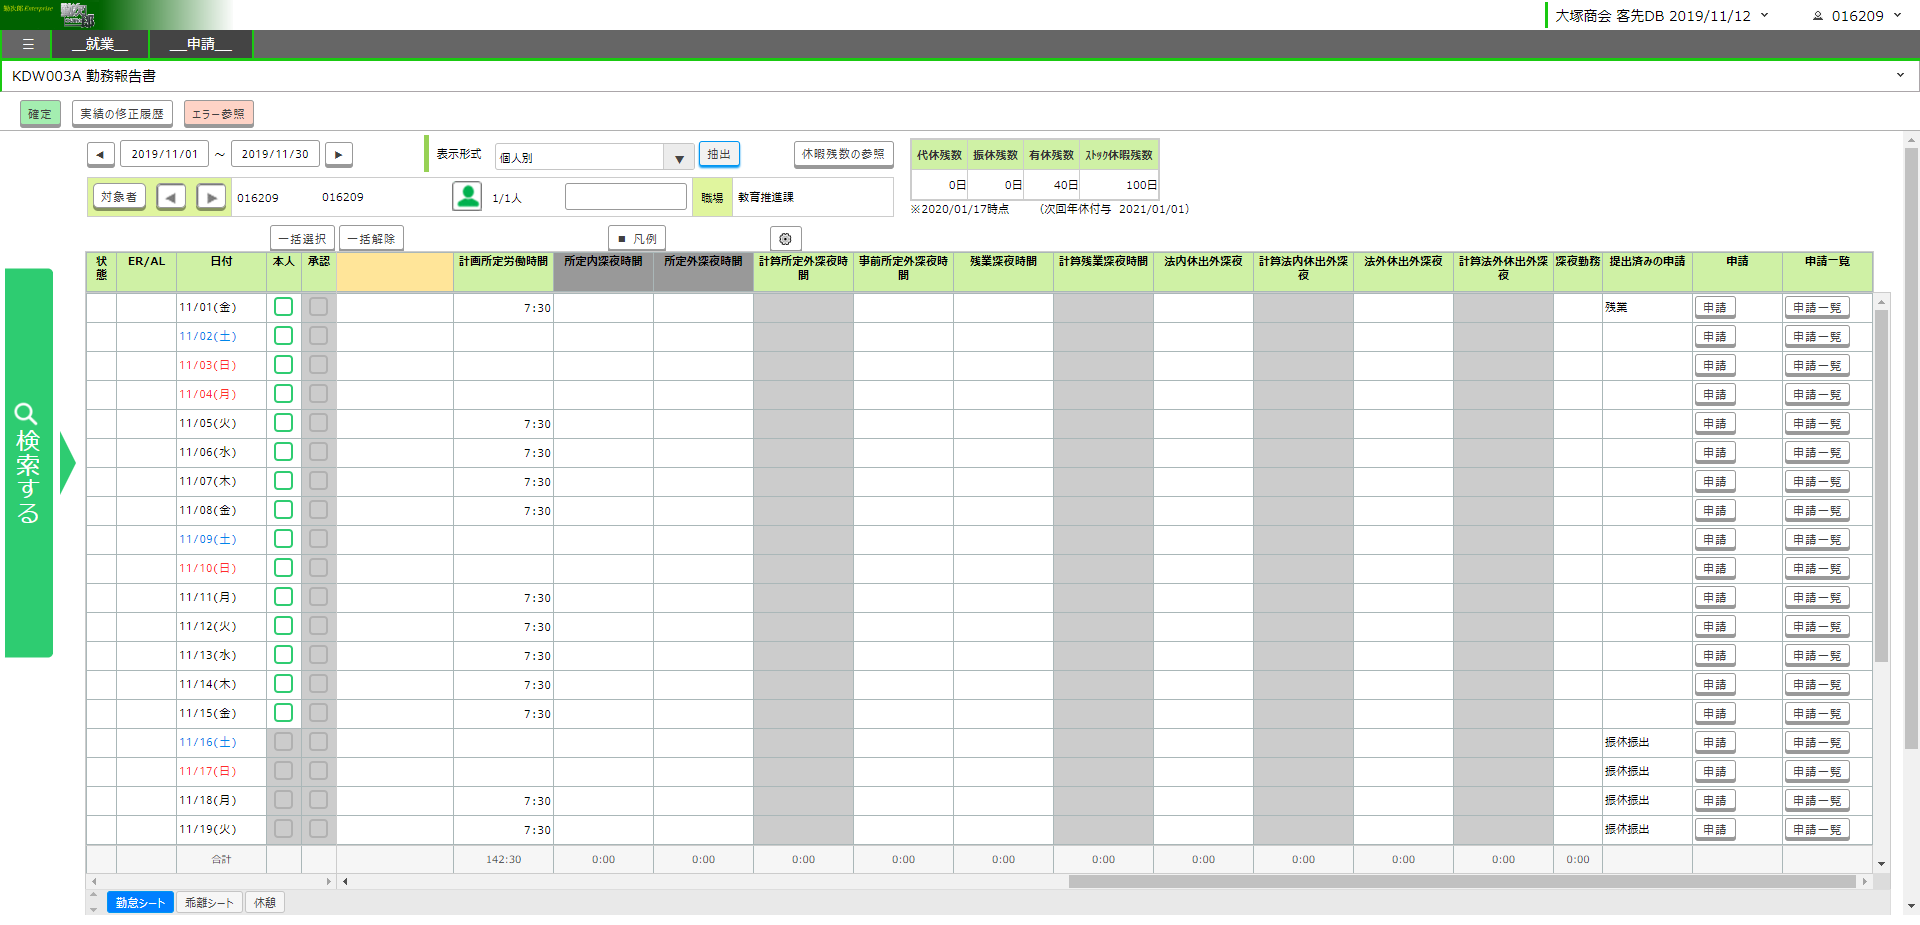 勤次郎Enterprise
大塚商会 客先DB 2019/11/12
016209
☰ __就業__ __申請__
KDW003A 勤務報告書
確定 実績の修正履歴 エラー参照
◀ 2019/11/01 ～ 2019/11/30 ▶ 表示形式 個人別 ▼ 抽出 休暇残数の参照
代休残数 振休残数 有休残数 ｽﾄｯｸ休暇残数
0日 0日 40日 100日
※2020/01/17時点 （次回年休付与 2021/01/01）
対象者 ◀ ▶ 016209 016209 1/1人 職場 教育推進課
一括選択 一括解除 ■ 凡例
検索する
状態 ER/AL 日付 本人 承認 計画所定労働時間 所定内深夜時間 所定外深夜時間 計算所定外深夜時間 事前所定外深夜時間 残業深夜時間 計算残業深夜時間 法内休出外深夜 計算法内休出外深夜 法外休出外深夜 計算法外休出外深夜 深夜勤務 提出済みの申請 申請 申請一覧
11/01(金) 7:30 残業 申請 申請一覧
11/02(土) 申請 申請一覧
11/03(日) 申請 申請一覧
11/04(月) 申請 申請一覧
11/05(火) 7:30 申請 申請一覧
11/06(水) 7:30 申請 申請一覧
11/07(木) 7:30 申請 申請一覧
11/08(金) 7:30 申請 申請一覧
11/09(土) 申請 申請一覧
11/10(日) 申請 申請一覧
11/11(月) 7:30 申請 申請一覧
11/12(火) 7:30 申請 申請一覧
11/13(水) 7:30 申請 申請一覧
11/14(木) 7:30 申請 申請一覧
11/15(金) 7:30 申請 申請一覧
11/16(土) 振休振出 申請 申請一覧
11/17(日) 振休振出 申請 申請一覧
11/18(月) 7:30 振休振出 申請 申請一覧
11/19(火) 7:30 振休振出 申請 申請一覧
合計 142:30 0:00 0:00 0:00 0:00 0:00 0:00 0:00 0:00 0:00 0:00 0:00
勤怠シート 乖離シート 休憩